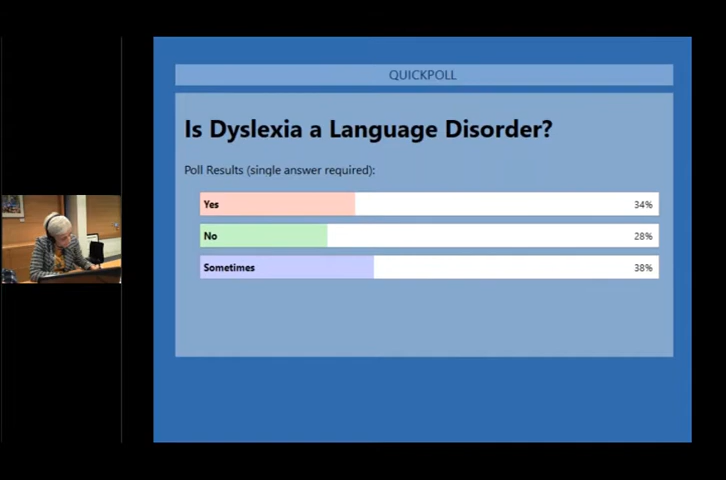 QUICKPOLL
Is Dyslexia a Language Disorder?
Poll Results (single answer required):
Yes 34%
No 28%
Sometimes 38%